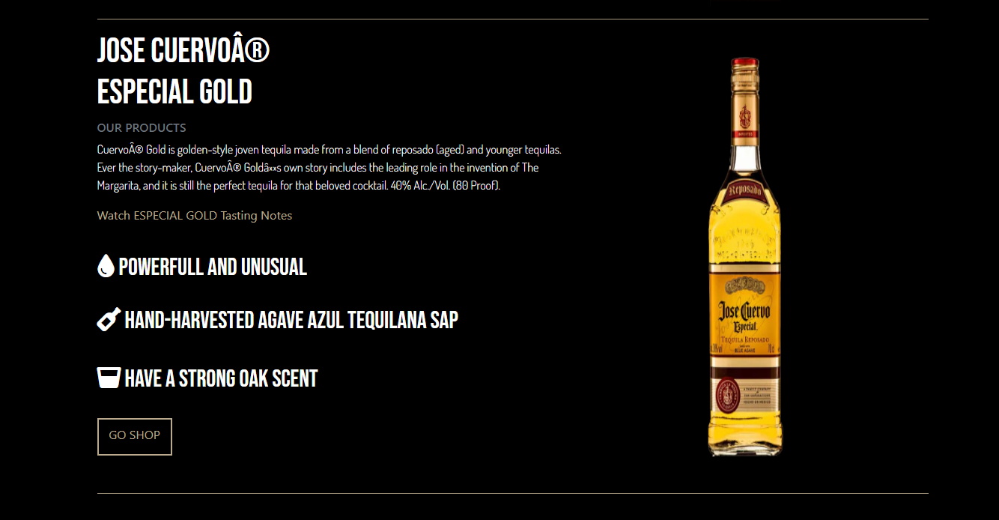 JOSE CUERVOÂ®
ESPECIAL GOLD
OUR PRODUCTS
CuervoÂ® Gold is golden-style joven tequila made from a blend of reposado (aged) and younger tequilas.
Ever the story-maker, CuervoÂ® Goldâ××s own story includes the leading role in the invention of The
Margarita, and it is still the perfect tequila for that beloved cocktail. 40% Alc./Vol. (80 Proof).
Watch ESPECIAL GOLD Tasting Notes
POWERFULL AND UNUSUAL
HAND-HARVESTED AGAVE AZUL TEQUILANA SAP
HAVE A STRONG OAK SCENT
GO SHOP
Reposado
Jose Cuervo
Especial
TEQUILA REPOSADO
BLUE AGAVE